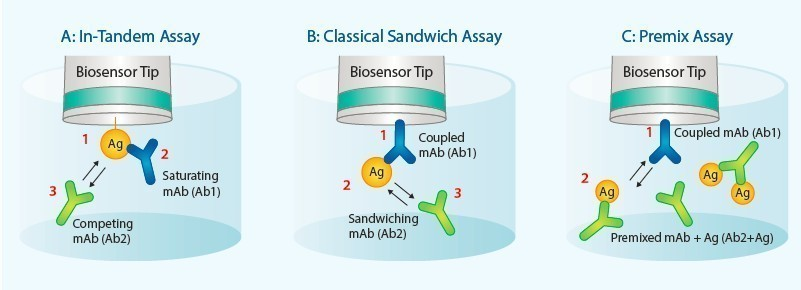 A: In-Tandem Assay
Biosensor Tip
1
Ag
2
Saturating
mAb (Ab1)
3
Competing
mAb (Ab2)
B: Classical Sandwich Assay
Biosensor Tip
1
Coupled
mAb (Ab1)
Ag
2
3
Sandwiching
mAb (Ab2)
C: Premix Assay
Biosensor Tip
1
Coupled mAb (Ab1)
2
Ag
Ag
Ag
Premixed mAb + Ag (Ab2+Ag)